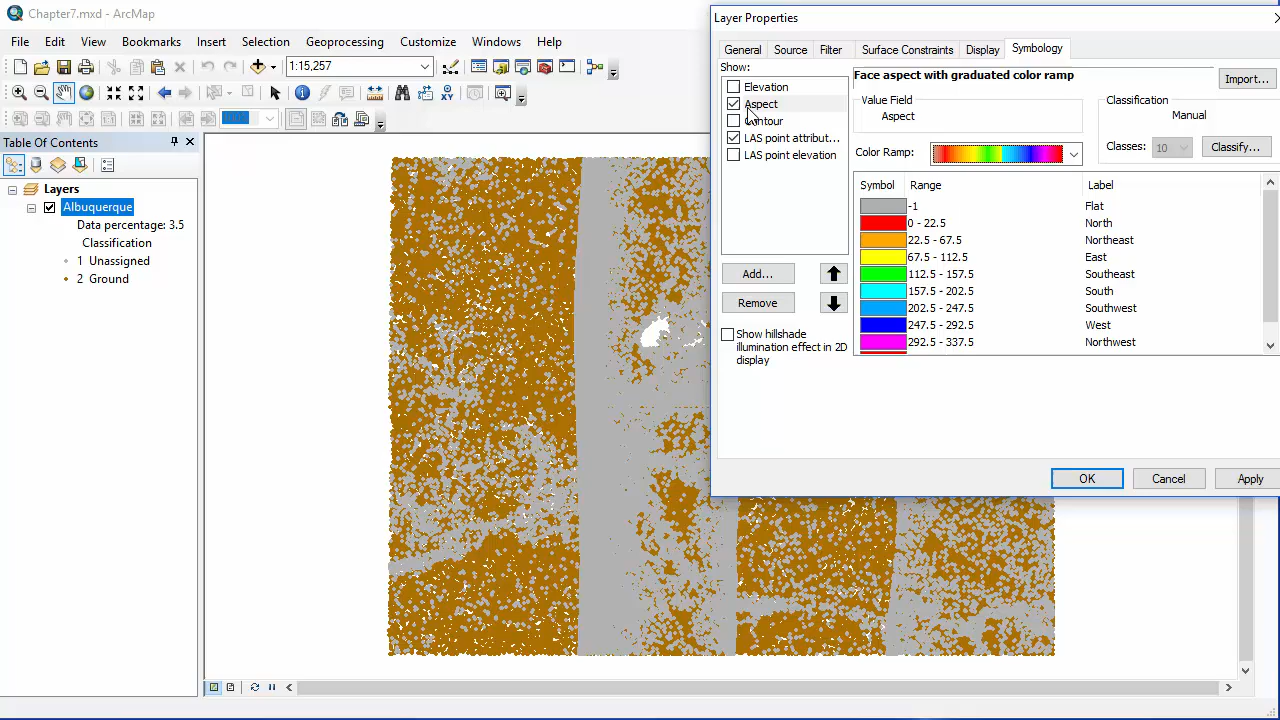 Chapter7.mxd - ArcMap
File Edit View Bookmarks Insert Selection Geoprocessing Customize Windows Help
1:15,257
Table Of Contents
Layers
Albuquerque
Data percentage: 3.5
Classification
1 Unassigned
2 Ground
Layer Properties
General Source Filter Surface Constraints Display Symbology
Show:
Elevation
Aspect
Contour
LAS point attribut...
LAS point elevation
Add...
Remove
Show hillshade
illumination effect in 2D
display
Face aspect with graduated color ramp
Import...
Value Field
Aspect
Classification
Manual
Color Ramp:
Classes: 10 Classify...
Symbol Range Label
-1 Flat
0 - 22.5 North
22.5 - 67.5 Northeast
67.5 - 112.5 East
112.5 - 157.5 Southeast
157.5 - 202.5 South
202.5 - 247.5 Southwest
247.5 - 292.5 West
292.5 - 337.5 Northwest
OK Cancel Apply